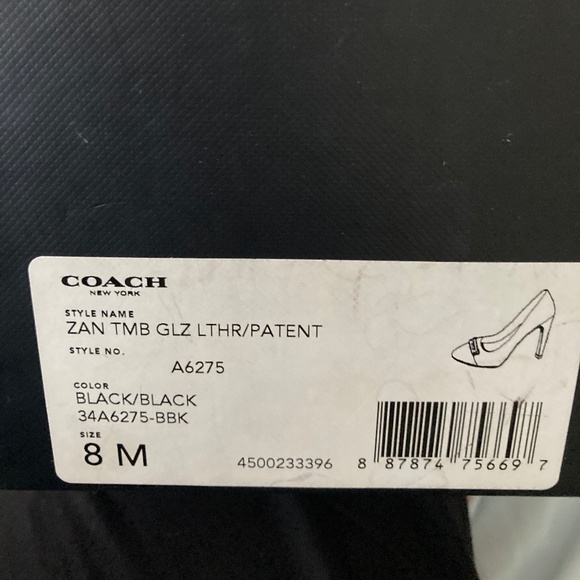 COACH
NEW YORK
STYLE NAME
ZAN TMB GLZ LTHR/PATENT
STYLE NO.
A6275
COLOR
BLACK/BLACK
34A6275-BBK
SIZE
8 M
4500233396
8 87874 75669 7